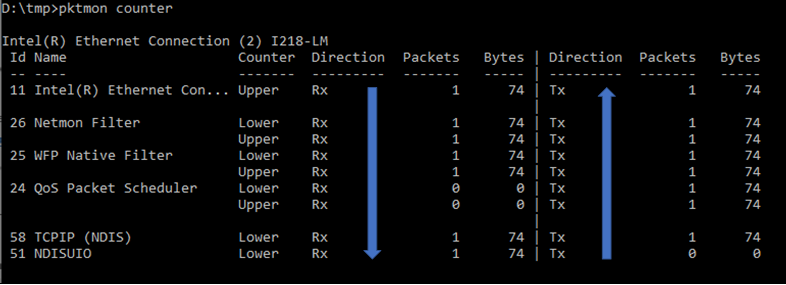 D:\tmp>pktmon counter
Intel(R) Ethernet Connection (2) I218-LM
Id Name Counter Direction Packets Bytes | Direction Packets Bytes
-- ---- ------- --------- ------- ----- | --------- ------- -----
11 Intel(R) Ethernet Con... Upper Rx 1 74 | Tx 1 74
|
26 Netmon Filter Lower Rx 1 74 | Tx 1 74
Upper Rx 1 74 | Tx 1 74
25 WFP Native Filter Lower Rx 1 74 | Tx 1 74
Upper Rx 1 74 | Tx 1 74
24 QoS Packet Scheduler Lower Rx 0 0 | Tx 1 74
Upper Rx 0 0 | Tx 1 74
|
58 TCPIP (NDIS) Lower Rx 1 74 | Tx 1 74
51 NDISUIO Lower Rx 1 74 | Tx 0 0